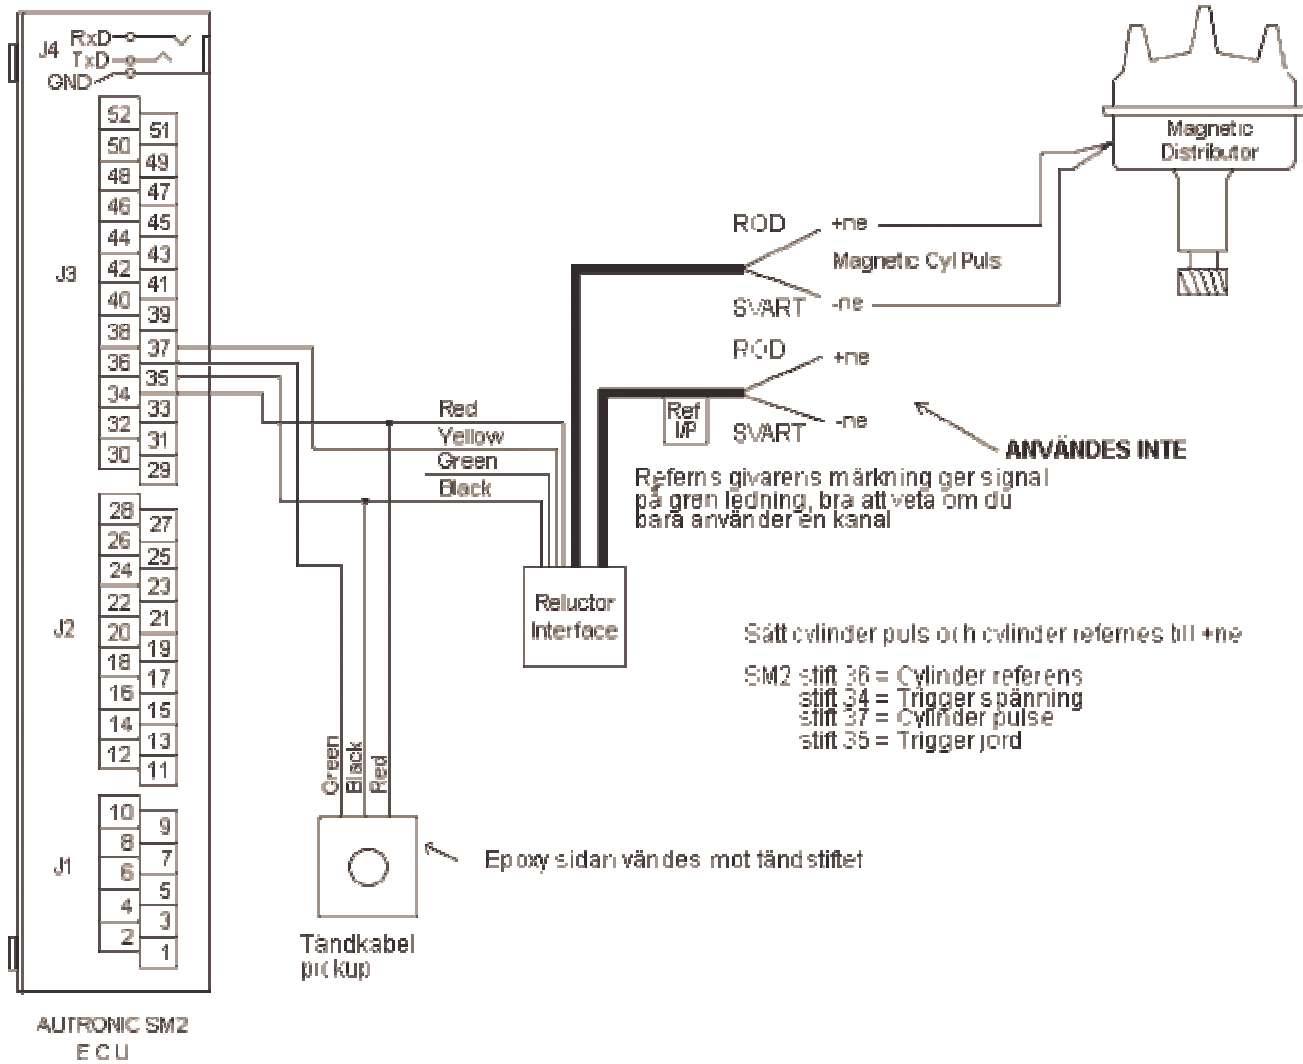 J4
RxD
TxD
GND
52
51
50
49
48
47
46
45
44
43
J3
42
41
40
39
38
37
36
35
34
33
32
31
30
29
28
27
26
25
24
23
22
21
J2
20
19
18
17
16
15
14
13
12
11
10
9
8
7
J1
6
5
4
3
2
1
AUTRONIC SM2
ECU
Magnetic
Distributor
ROD
+ne
Magnetic Cyl Puls
SVART
-ne
ROD
+ne
Ref
I/P
SVART
-ne
ANVÄNDES INTE
Referns givarens märkning ger signal
på grön ledning, bra att veta om du
bara använder en kanal
Red
Yellow
Green
Black
Reluctor
Interface
Sätt cylinder puls och cylinder refernes till +ne
SM2 stift 36 = Cylinder referens
stift 34 = Trigger spänning
stift 37 = Cylinder pulse
stift 35 = Trigger jord
Green
Black
Red
Epoxy sidan vändes mot tändstiftet
Tändkabel
pickup